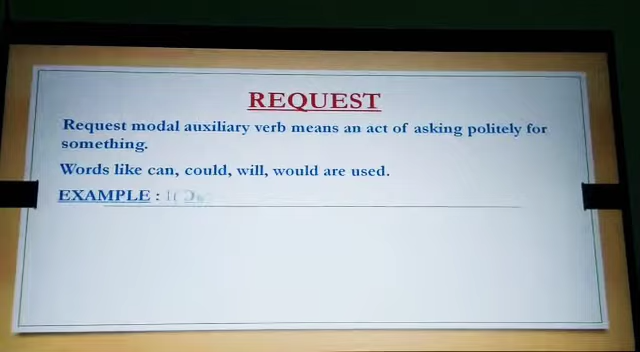 REQUEST
Request modal auxiliary verb means an act of asking politely for
something.
Words like can, could, will, would are used.
EXAMPLE :